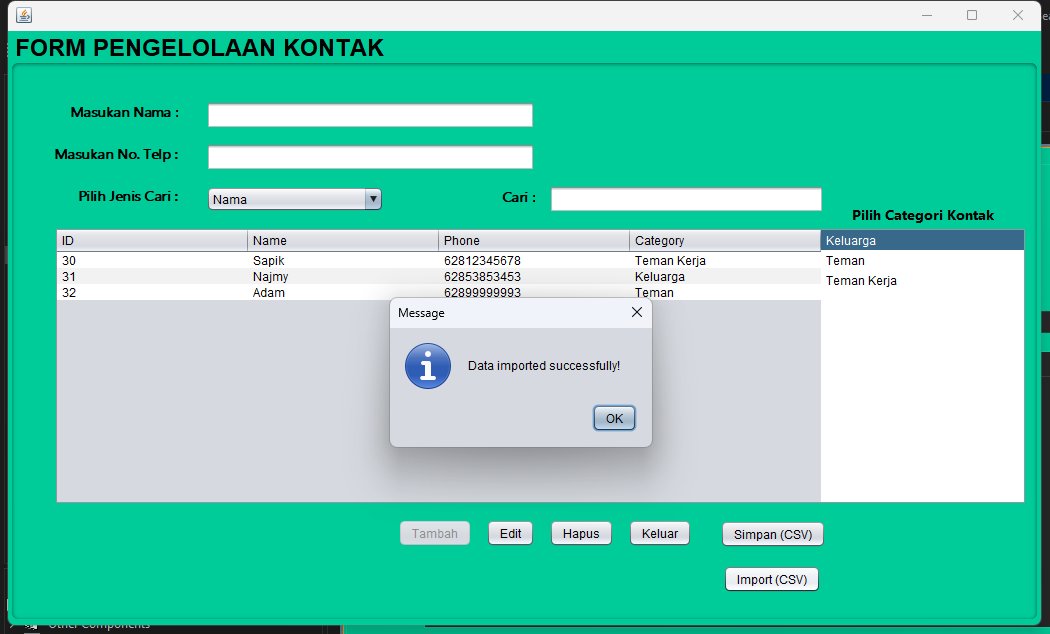 FORM PENGELOLAAN KONTAK
Masukan Nama :
Masukan No. Telp :
Pilih Jenis Cari :
Nama
Cari :
Pilih Categori Kontak
ID Name Phone Category
30 Sapik 62812345678 Teman Kerja
31 Najmy 62853853453 Keluarga
32 Adam 62899999993 Teman
Keluarga
Teman
Teman Kerja
Message
Data imported successfully!
OK
Tambah Edit Hapus Keluar Simpan (CSV)
Import (CSV)
Other Components